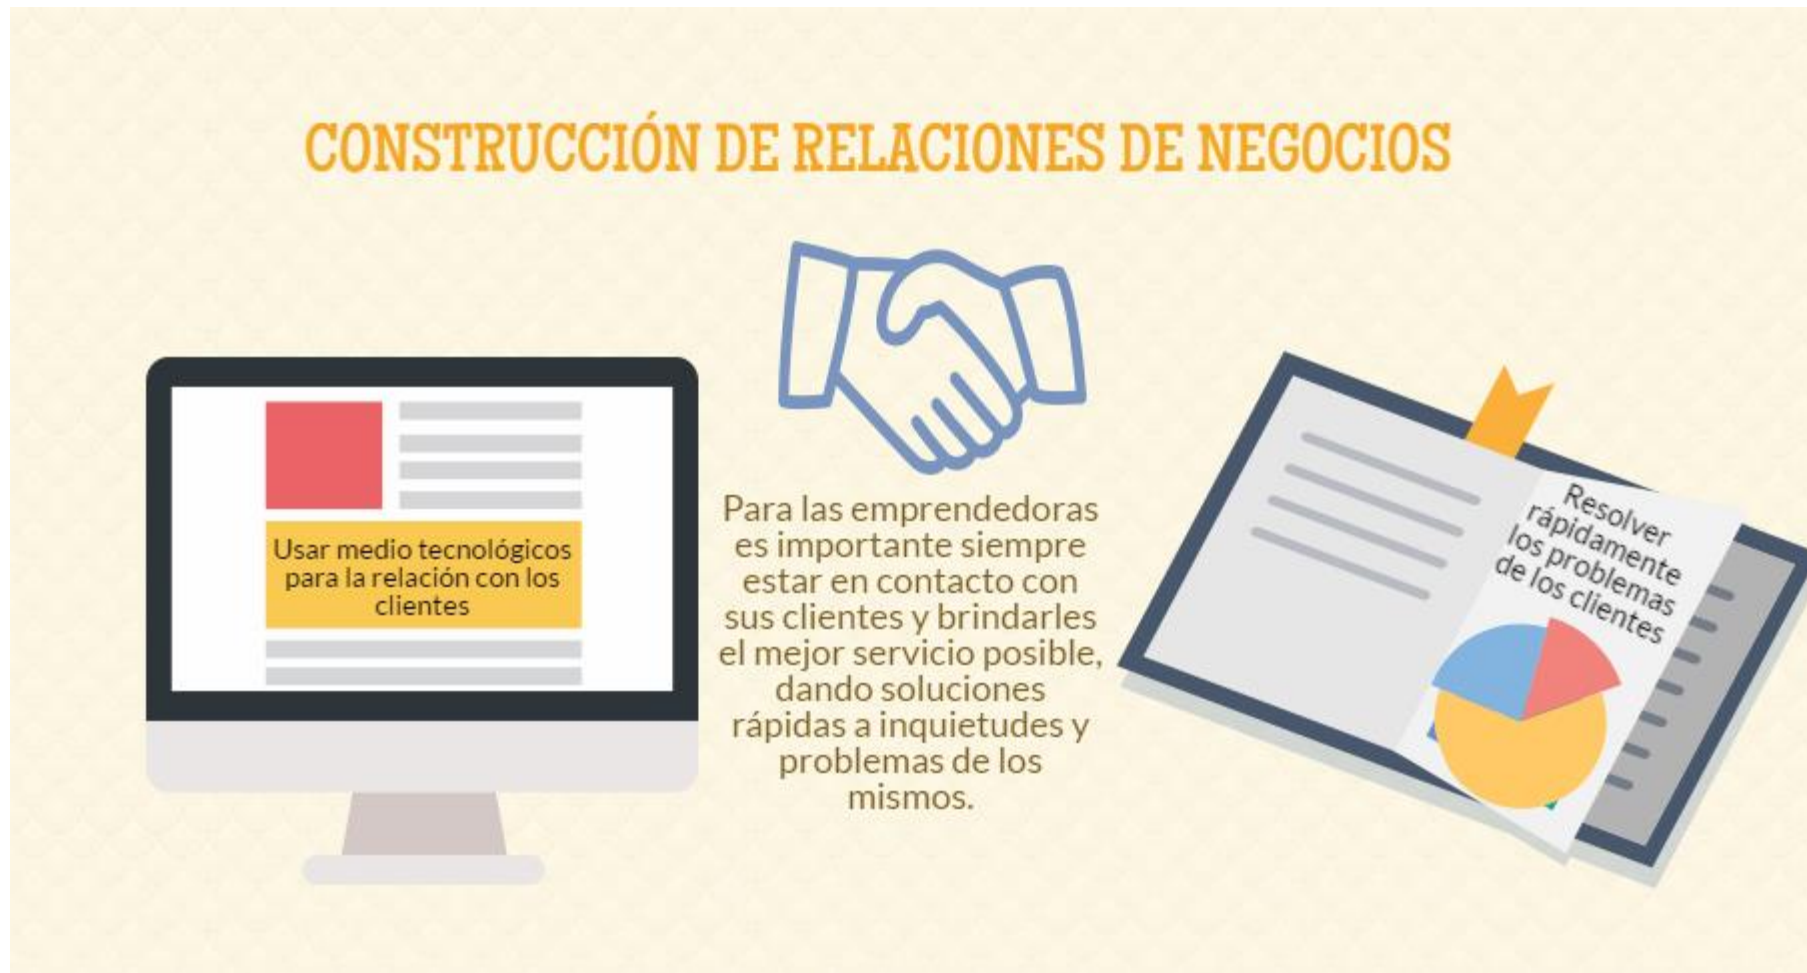 CONSTRUCCIÓN DE RELACIONES DE NEGOCIOS
Usar medio tecnológicos
para la relación con los
clientes
Para las emprendedoras
es importante siempre
estar en contacto con
sus clientes y brindarles
el mejor servicio posible,
dando soluciones
rápidas a inquietudes y
problemas de los
mismos.
Resolver
rápidamente
los problemas
de los clientes